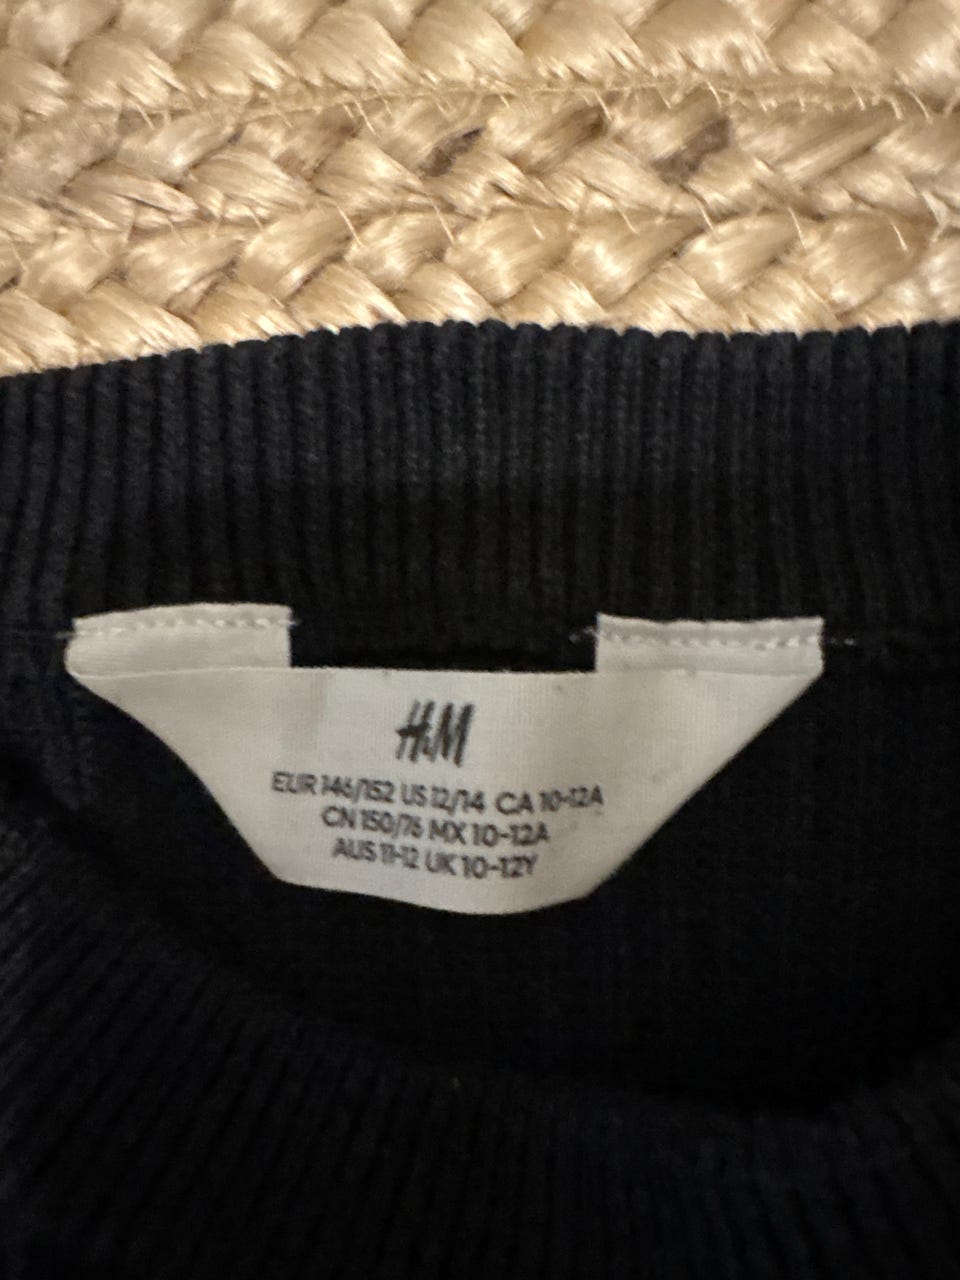 H&M
EUR 146/152 US 12/14 CA 10-12A
CN 150/76 MX 10-12A
AUS 11-12 UK 10-12Y